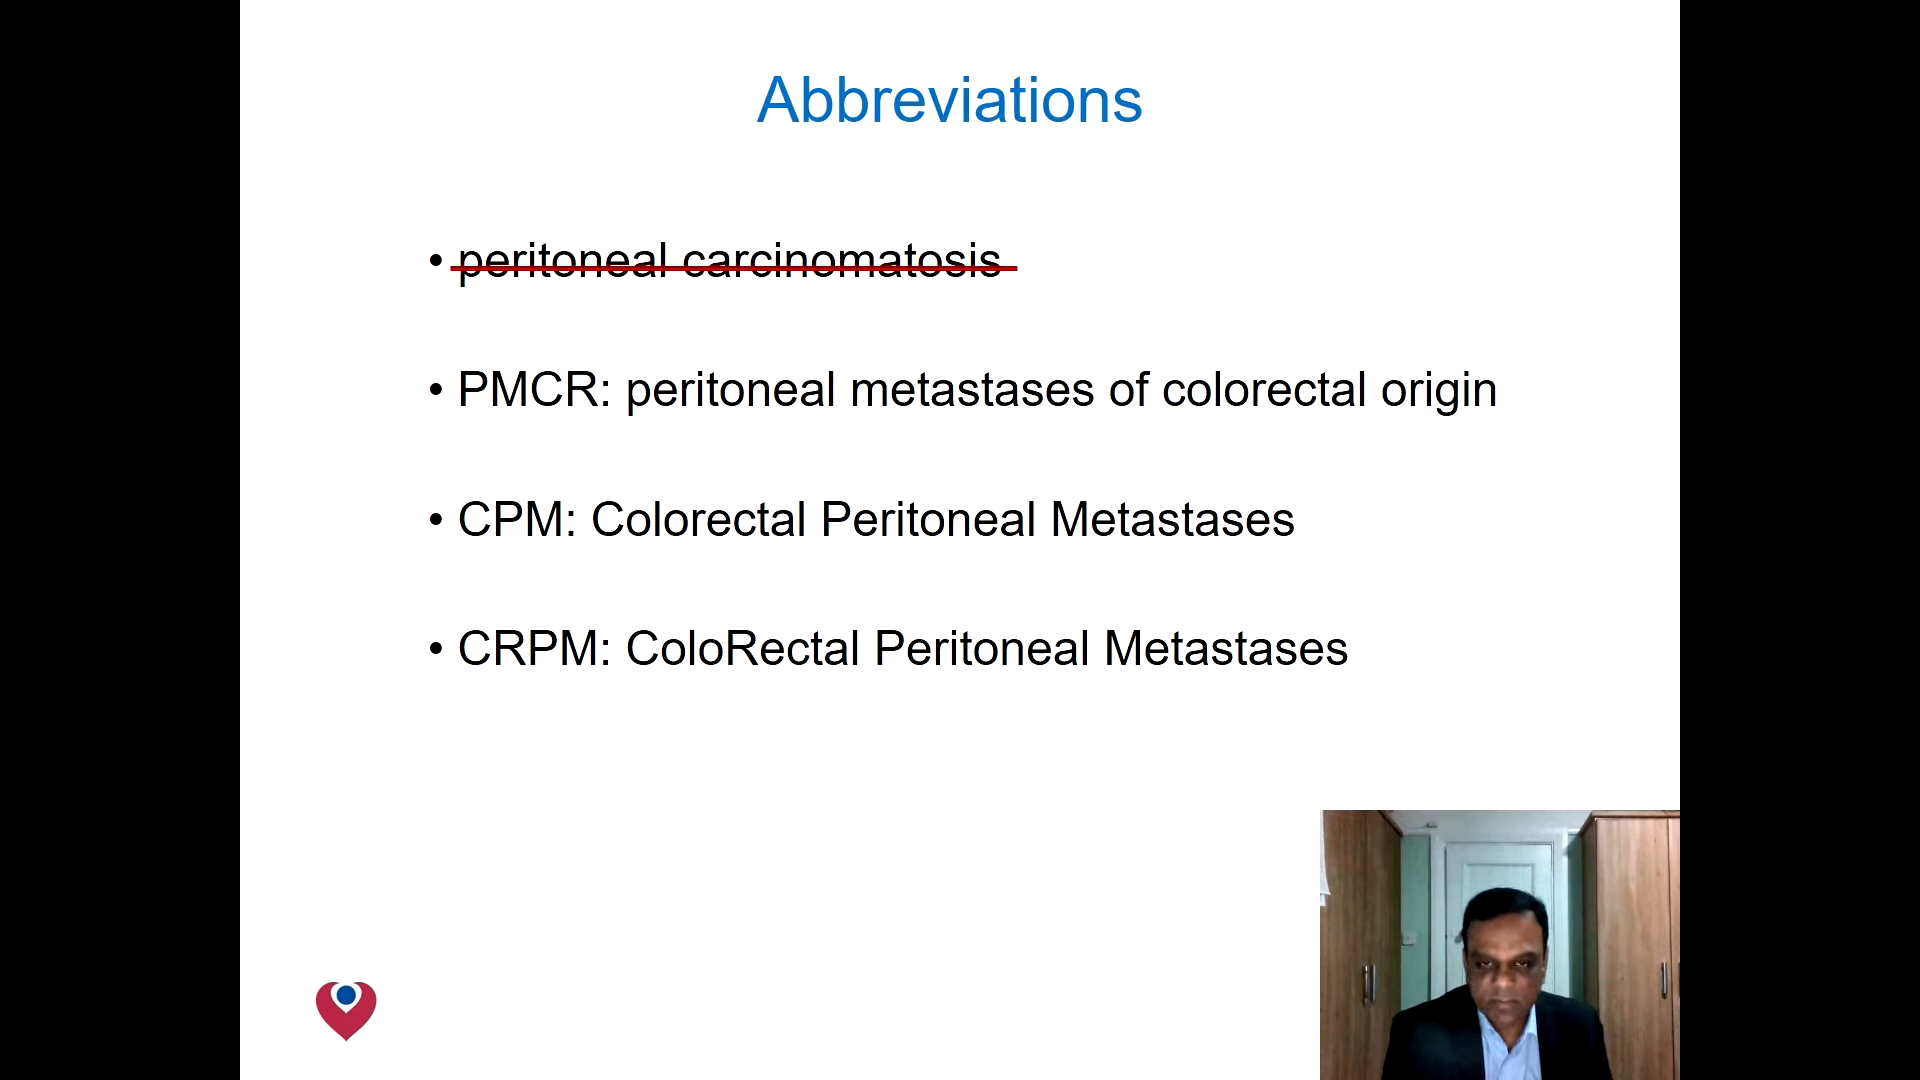 Abbreviations
• peritoneal carcinomatosis
• PMCR: peritoneal metastases of colorectal origin
• CPM: Colorectal Peritoneal Metastases
• CRPM: ColoRectal Peritoneal Metastases